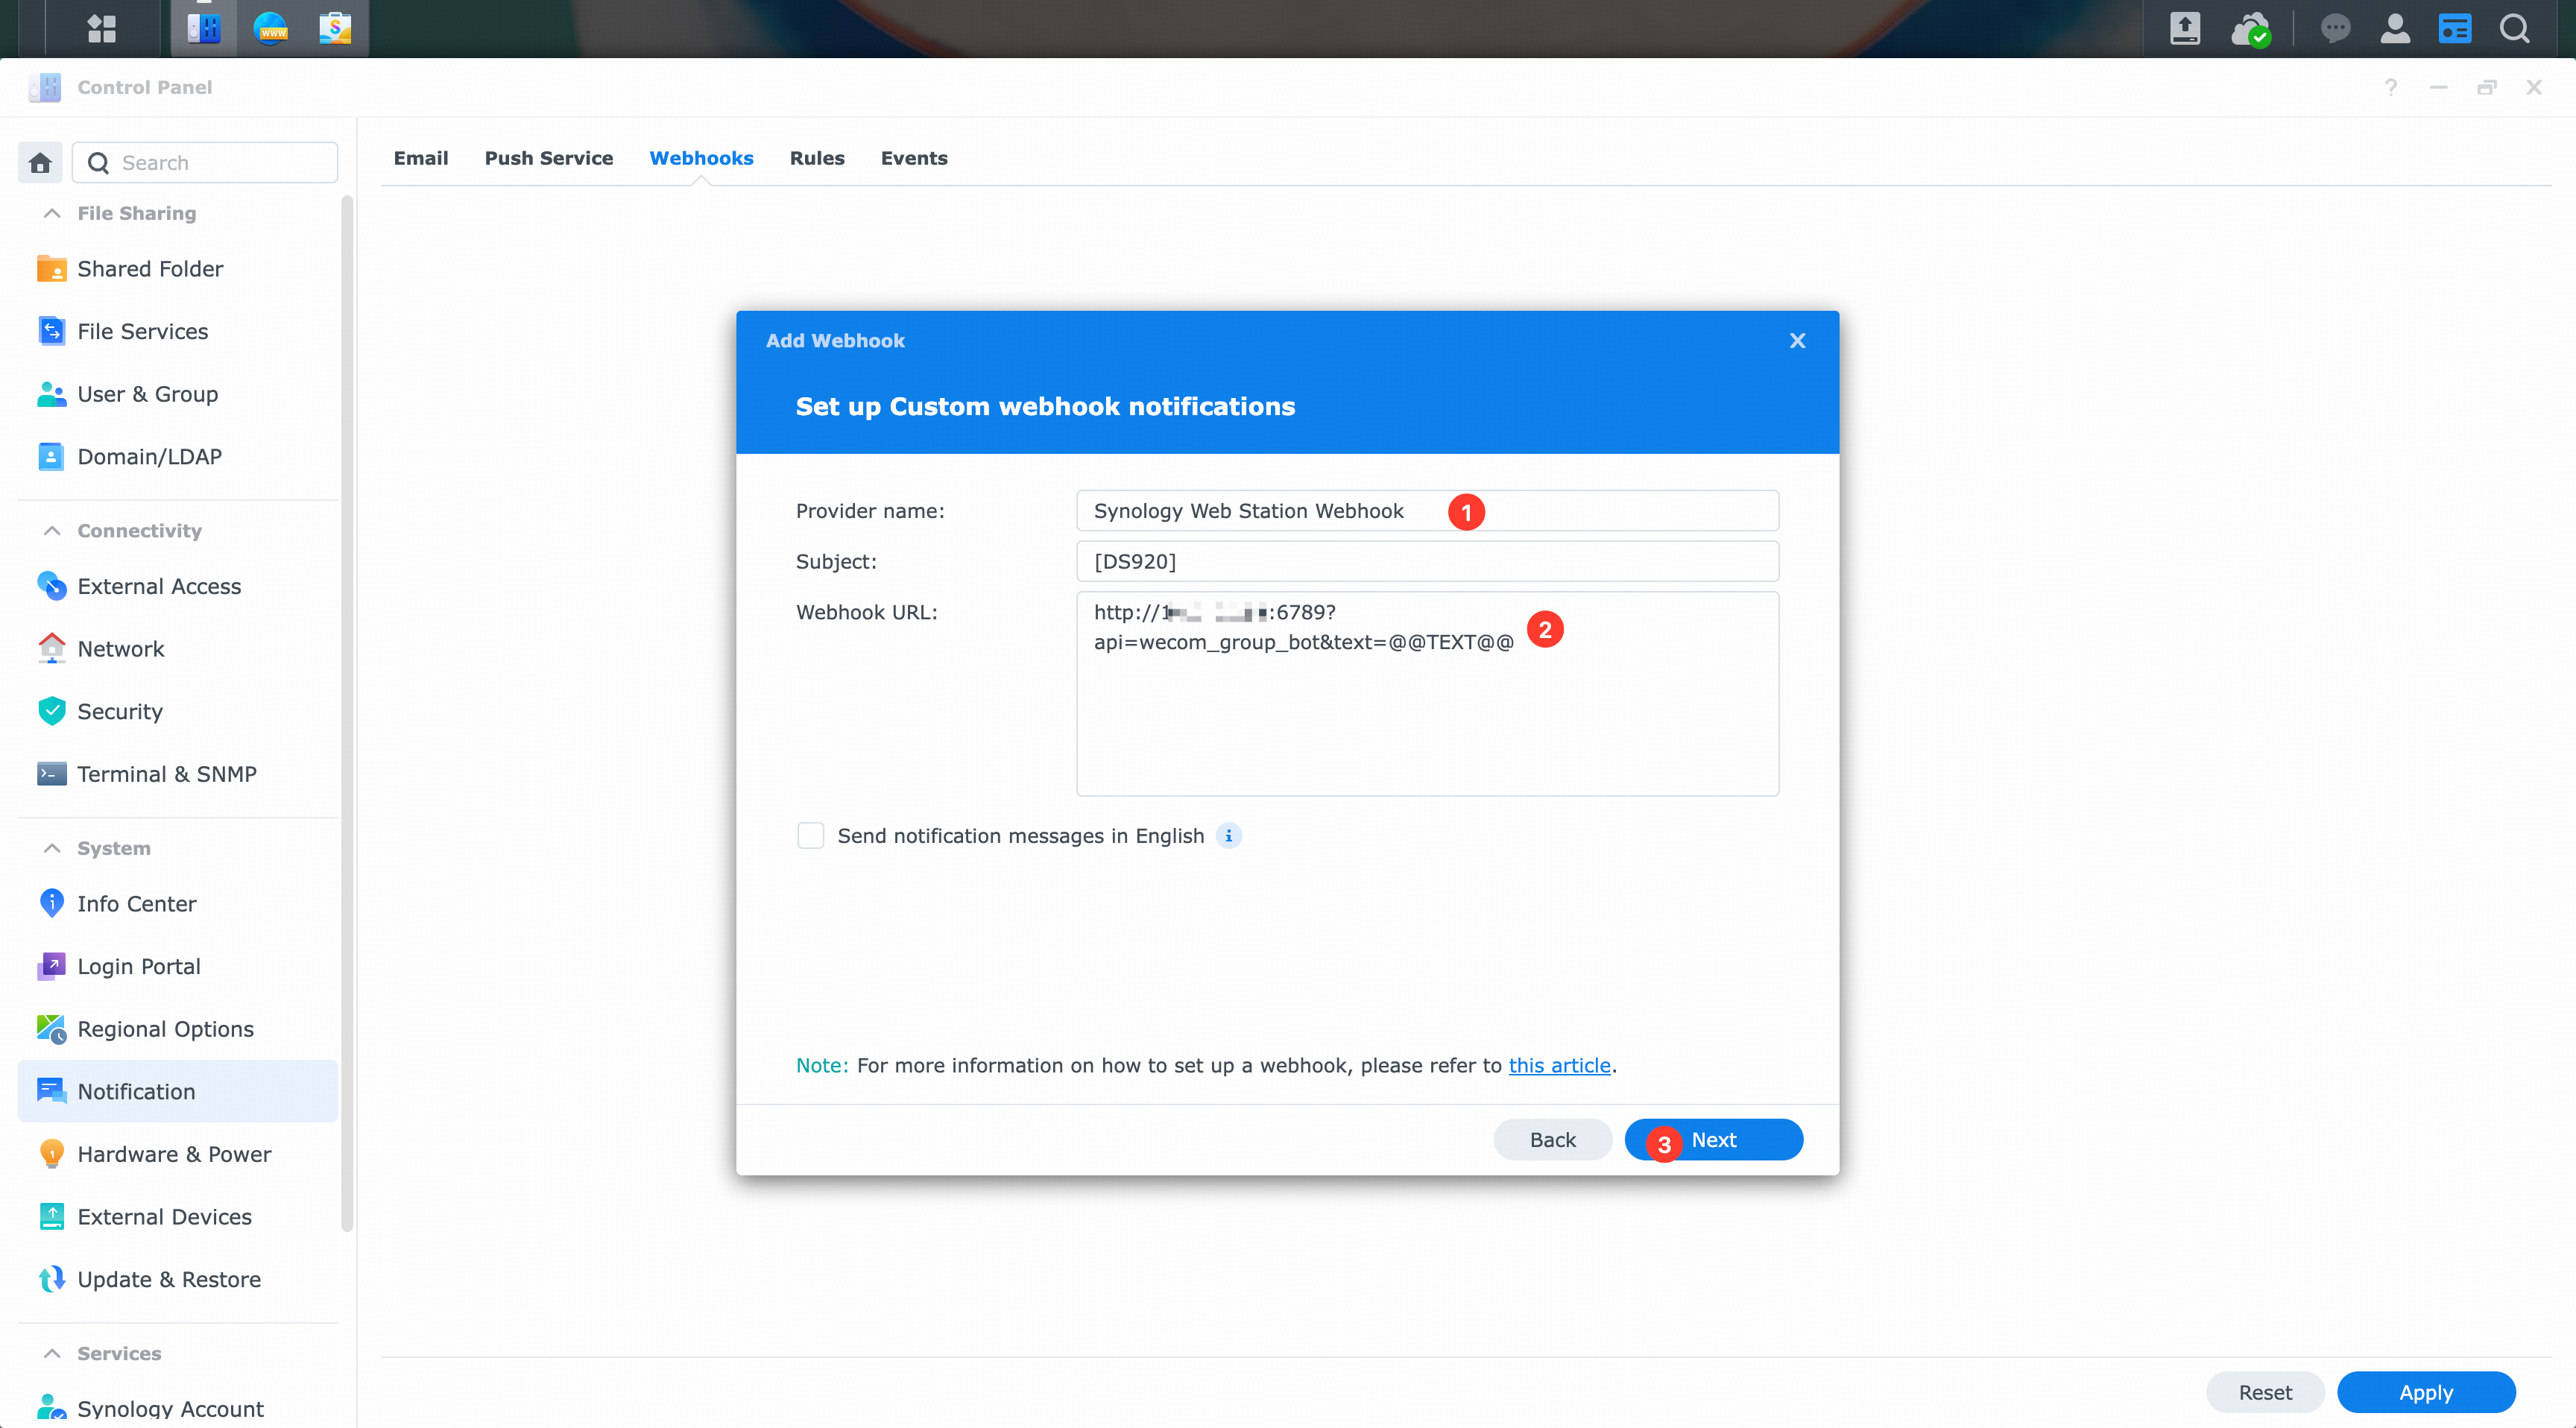 Control Panel
Search
Email Push Service Webhooks Rules Events
File Sharing
Shared Folder
File Services
User & Group
Domain/LDAP
Connectivity
External Access
Network
Security
Terminal & SNMP
System
Info Center
Login Portal
Regional Options
Notification
Hardware & Power
External Devices
Update & Restore
Services
Synology Account
Add Webhook
Set up Custom webhook notifications
Provider name: Synology Web Station Webhook 1
Subject: [DS920]
Webhook URL: http://1 :6789?
api=wecom_group_bot&text=@@TEXT@@ 2
Send notification messages in English
Note: For more information on how to set up a webhook, please refer to this article.
Back 3 Next
Reset Apply